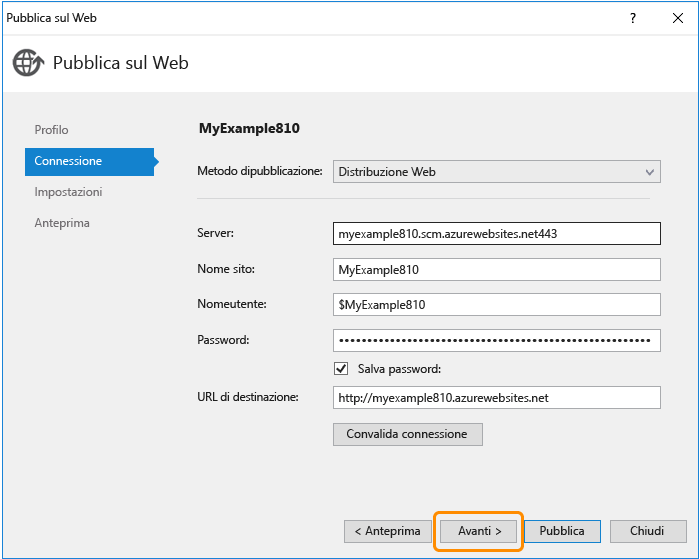 Pubblica sul Web
?
Pubblica sul Web
Profilo
Connessione
Impostazioni
Anteprima
MyExample810
Metodo dipubblicazione: Distribuzione Web
Server: myexample810.scm.azurewebsites.net443
Nome sito: MyExample810
Nomeutente: $MyExample810
Password: ••••••••••••••••••••••••••••••••••••••••••••••••••••••••
Salva password:
URL di destinazione: http://myexample810.azurewebsites.net
Convalida connessione
< Anteprima Avanti > Pubblica Chiudi